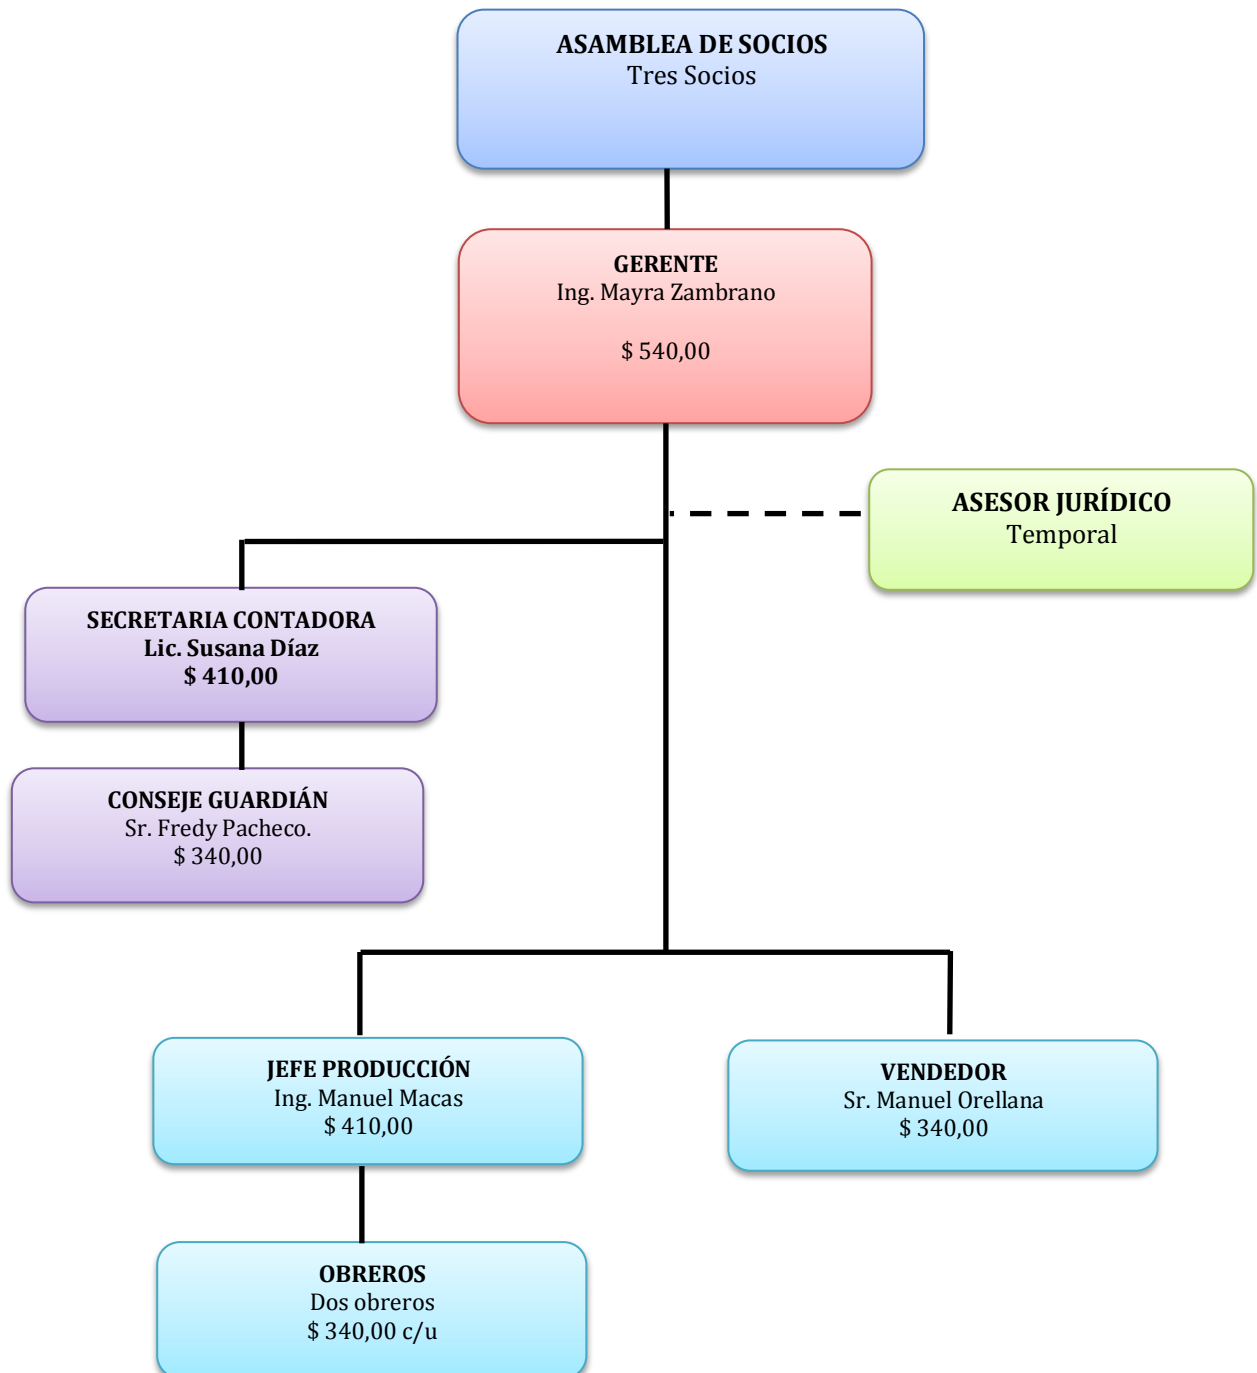 ASAMBLEA DE SOCIOS
Tres Socios
GERENTE
Ing. Mayra Zambrano
$ 540,00
ASESOR JURÍDICO
Temporal
SECRETARIA CONTADORA
Lic. Susana Díaz
$ 410,00
CONSEJE GUARDIÁN
Sr. Fredy Pacheco.
$ 340,00
JEFE PRODUCCIÓN
Ing. Manuel Macas
$ 410,00
VENDEDOR
Sr. Manuel Orellana
$ 340,00
OBREROS
Dos obreros
$ 340,00 c/u